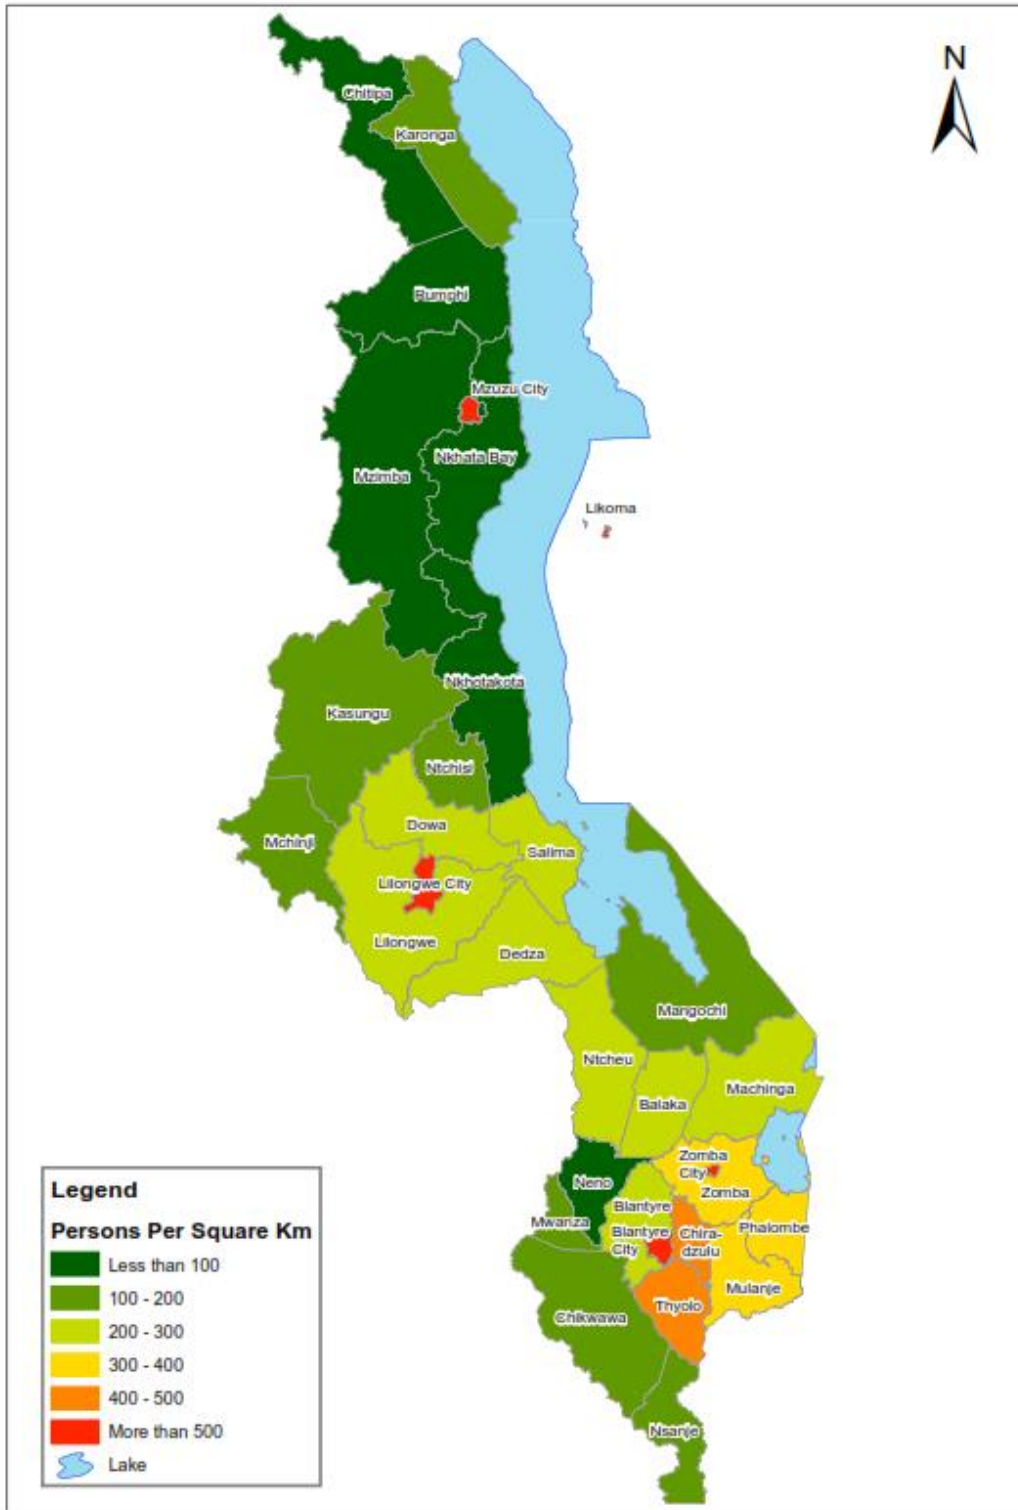 N
Chitipa
Karonga
Rumphi
Mzuzu City
Nkhata Bay
Mzimba
Likoma
Nkhotakota
Kasungu
Ntchisi
Dowa
Mchinji
Salima
Lilongwe City
Lilongwe
Dedza
Mangochi
Ntcheu
Machinga
Balaka
Zomba
City
Zomba
Neno
Blantyre
Mwanza
Blantyre
City
Chira-
dzulu
Phalombe
Mulanje
Thyolo
Chikwawa
Nsanje
Legend
Persons Per Square Km
Less than 100
100 - 200
200 - 300
300 - 400
400 - 500
More than 500
Lake